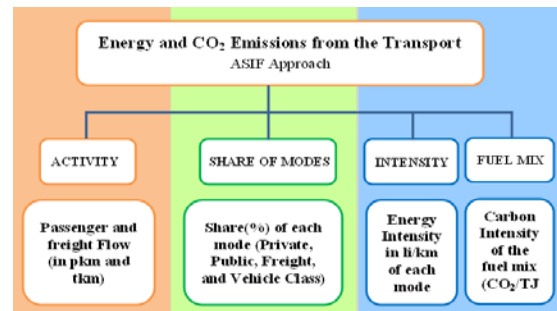 Energy and CO₂ Emissions from the Transport
ASIF Approach
ACTIVITY
SHARE OF MODES
INTENSITY
FUEL MIX
Passenger and
freight Flow
(in pkm and
tkm)
Share(%) of each
mode (Private,
Public, Freight,
and Vehicle Class)
Energy
Intensity
in li/km
of each
mode
Carbon
Intensity
of the
fuel mix
(CO₂/TJ